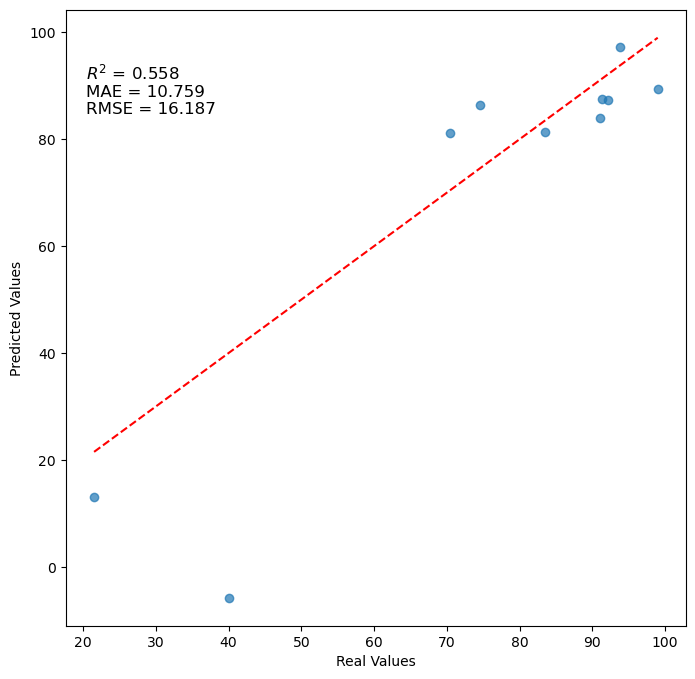 R² = 0.558
MAE = 10.759
RMSE = 16.187
100
80
60
40
20
0
Predicted Values
20 30 40 50 60 70 80 90 100
Real Values